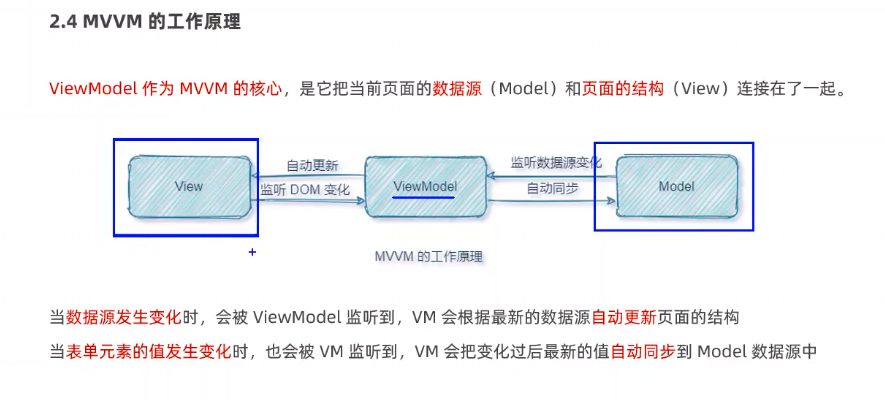 2.4 MVVM 的工作原理
ViewModel 作为 MVVM 的核心，是它把当前页面的数据源（Model）和页面的结构（View）连接在了一起。
自动更新
监听数据源变化
View
监听 DOM 变化
ViewModel
自动同步
Model
MVVM 的工作原理
当数据源发生变化时，会被 ViewModel 监听到，VM 会根据最新的数据源自动更新页面的结构
当表单元素的值发生变化时，也会被 VM 监听到，VM 会把变化过后最新的值自动同步到 Model 数据源中